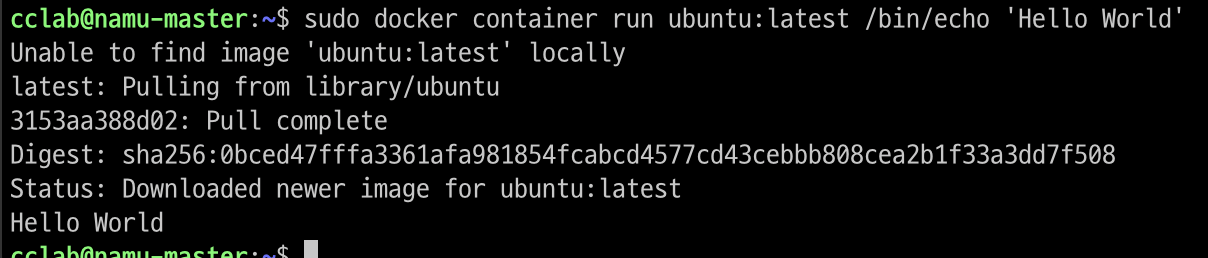 cclab@namu-master:~$ sudo docker container run ubuntu:latest /bin/echo 'Hello World'
Unable to find image 'ubuntu:latest' locally
latest: Pulling from library/ubuntu
3153aa388d02: Pull complete
Digest: sha256:0bced47fffa3361afa981854fcabcd4577cd43cebbb808cea2b1f33a3dd7f508
Status: Downloaded newer image for ubuntu:latest
Hello World
cclab@namu-master:~$